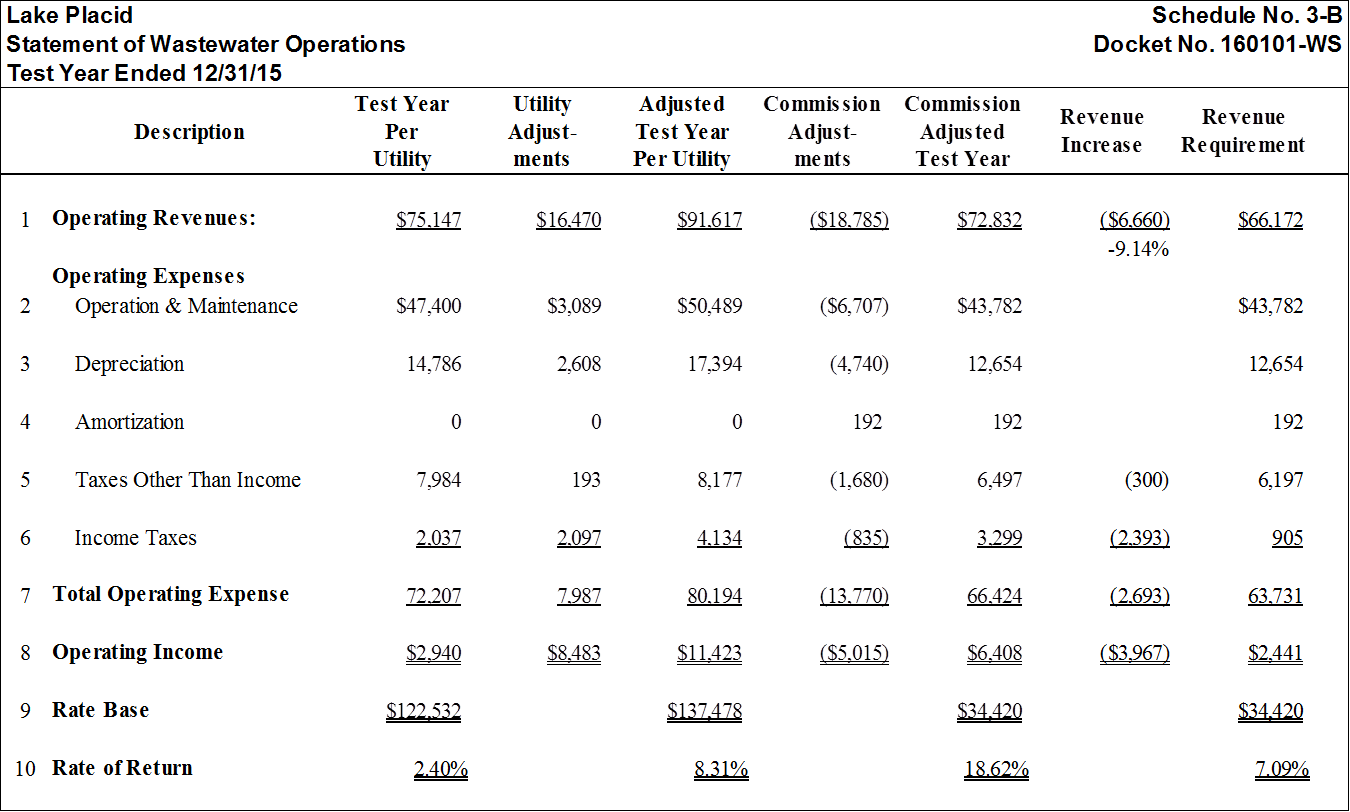 Lake Placid Schedule No. 3-B
Statement of Wastewater Operations Docket No. 160101-WS
Test Year Ended 12/31/15
Test Year Utility Adjusted Commission Commission Revenue Revenue
Description Per Adjust- Test Year Adjust- Adjusted Increase Requirement
Utility ments Per Utility ments Test Year
1 Operating Revenues: $75,147 $16,470 $91,617 ($18,785) $72,832 ($6,660) $66,172
-9.14%
Operating Expenses
2 Operation & Maintenance $47,400 $3,089 $50,489 ($6,707) $43,782 $43,782
3 Depreciation 14,786 2,608 17,394 (4,740) 12,654 12,654
4 Amortization 0 0 0 192 192 192
5 Taxes Other Than Income 7,984 193 8,177 (1,680) 6,497 (300) 6,197
6 Income Taxes 2,037 2,097 4,134 (835) 3,299 (2,393) 905
7 Total Operating Expense 72,207 7,987 80,194 (13,770) 66,424 (2,693) 63,731
8 Operating Income $2,940 $8,483 $11,423 ($5,015) $6,408 ($3,967) $2,441
9 Rate Base $122,532 $137,478 $34,420 $34,420
10 Rate of Return 2.40% 8.31% 18.62% 7.09%